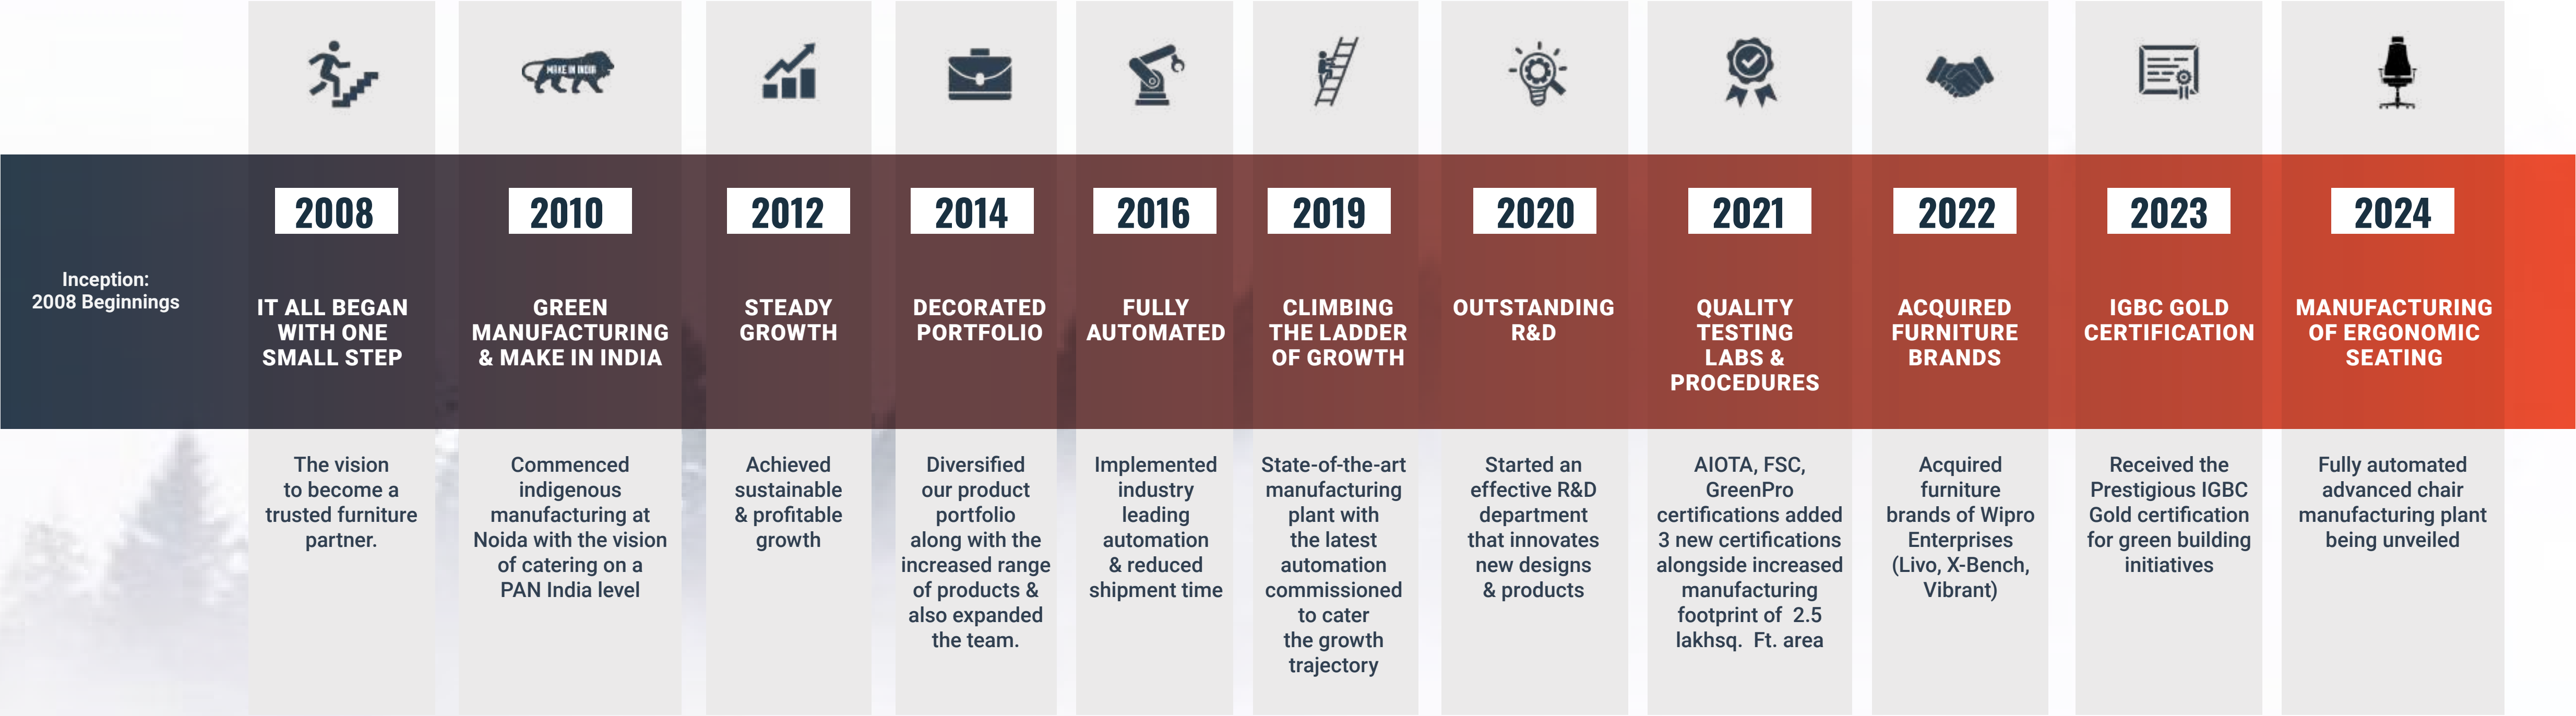 MAKE IN INDIA
Inception:
2008 Beginnings
2008
IT ALL BEGAN
WITH ONE
SMALL STEP
The vision
to become a
trusted furniture
partner.
2010
GREEN
MANUFACTURING
& MAKE IN INDIA
Commenced
indigenous
manufacturing at
Noida with the vision
of catering on a
PAN India level
2012
STEADY
GROWTH
Achieved
sustainable
& profitable
growth
2014
DECORATED
PORTFOLIO
Diversified
our product
portfolio
along with the
increased range
of products &
also expanded
the team.
2016
FULLY
AUTOMATED
Implemented
industry
leading
automation
& reduced
shipment time
2019
CLIMBING
THE LADDER
OF GROWTH
State-of-the-art
manufacturing
plant with
the latest
automation
commissioned
to cater
the growth
trajectory
2020
OUTSTANDING
R&D
Started an
effective R&D
department
that innovates
new designs
& products
2021
QUALITY
TESTING
LABS &
PROCEDURES
AIOTA, FSC,
GreenPro
certifications added
3 new certifications
alongside increased
manufacturing
footprint of  2.5
lakhsq.  Ft. area
2022
ACQUIRED
FURNITURE
BRANDS
Acquired
furniture
brands of Wipro
Enterprises
(Livo, X-Bench,
Vibrant)
2023
IGBC GOLD
CERTIFICATION
Received the
Prestigious IGBC
Gold certification
for green building
initiatives
2024
MANUFACTURING
OF ERGONOMIC
SEATING
Fully automated
advanced chair
manufacturing plant
being unveiled